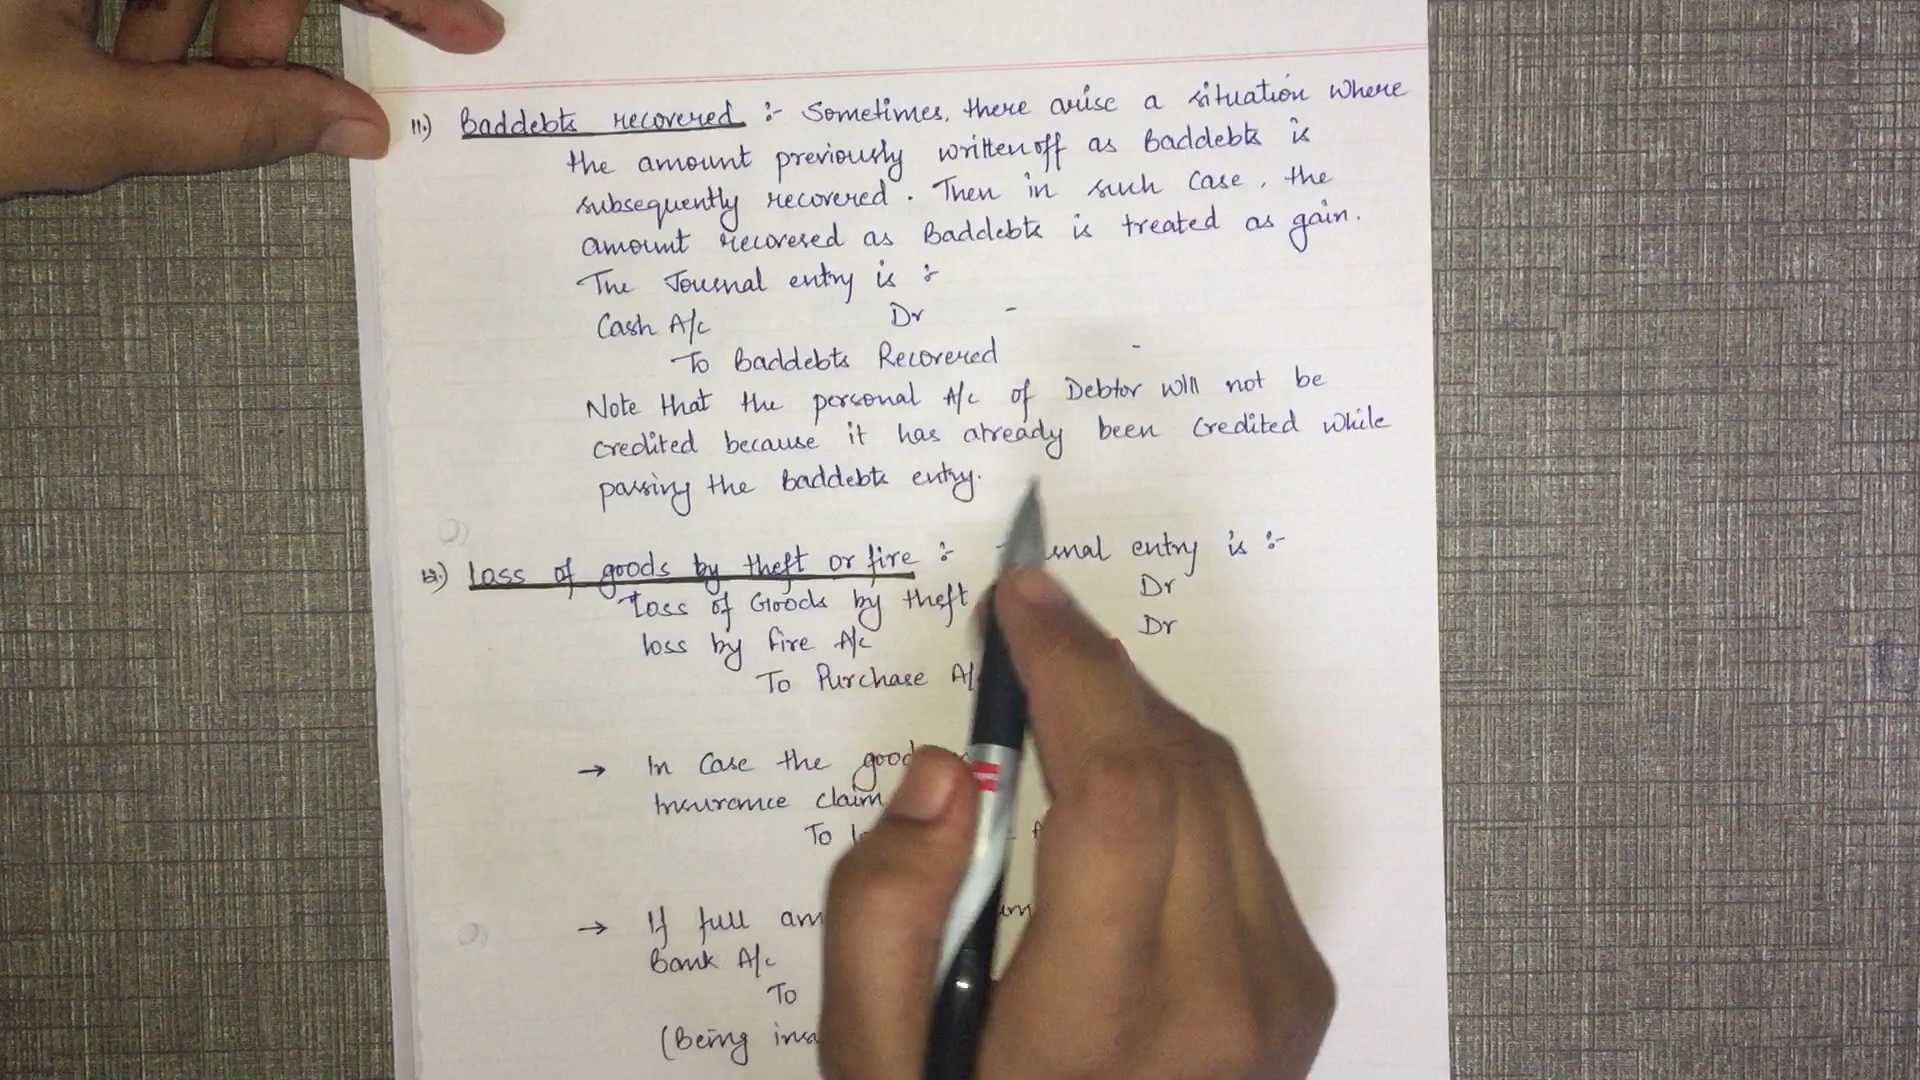 11.) Baddebts recovered :- Sometimes, there arise a situation where
the amount previously written off as Baddebts is
subsequently recovered. Then in such case, the
amount recovered as Baddebts is treated as gain.
The Journal entry is :-
Cash A/c Dr -
To Baddebts Recovered -
Note that the personal A/c of Debtor will not be
credited because it has already been credited while
passing the Baddebts entry.
12.) Loss of goods by theft or fire :- entry is :-
Loss of Goods by theft Dr
loss by fire A/c Dr
To Purchase
→ In case the
Insurance claim
To
→ If full
Bank A/c
To
(Being